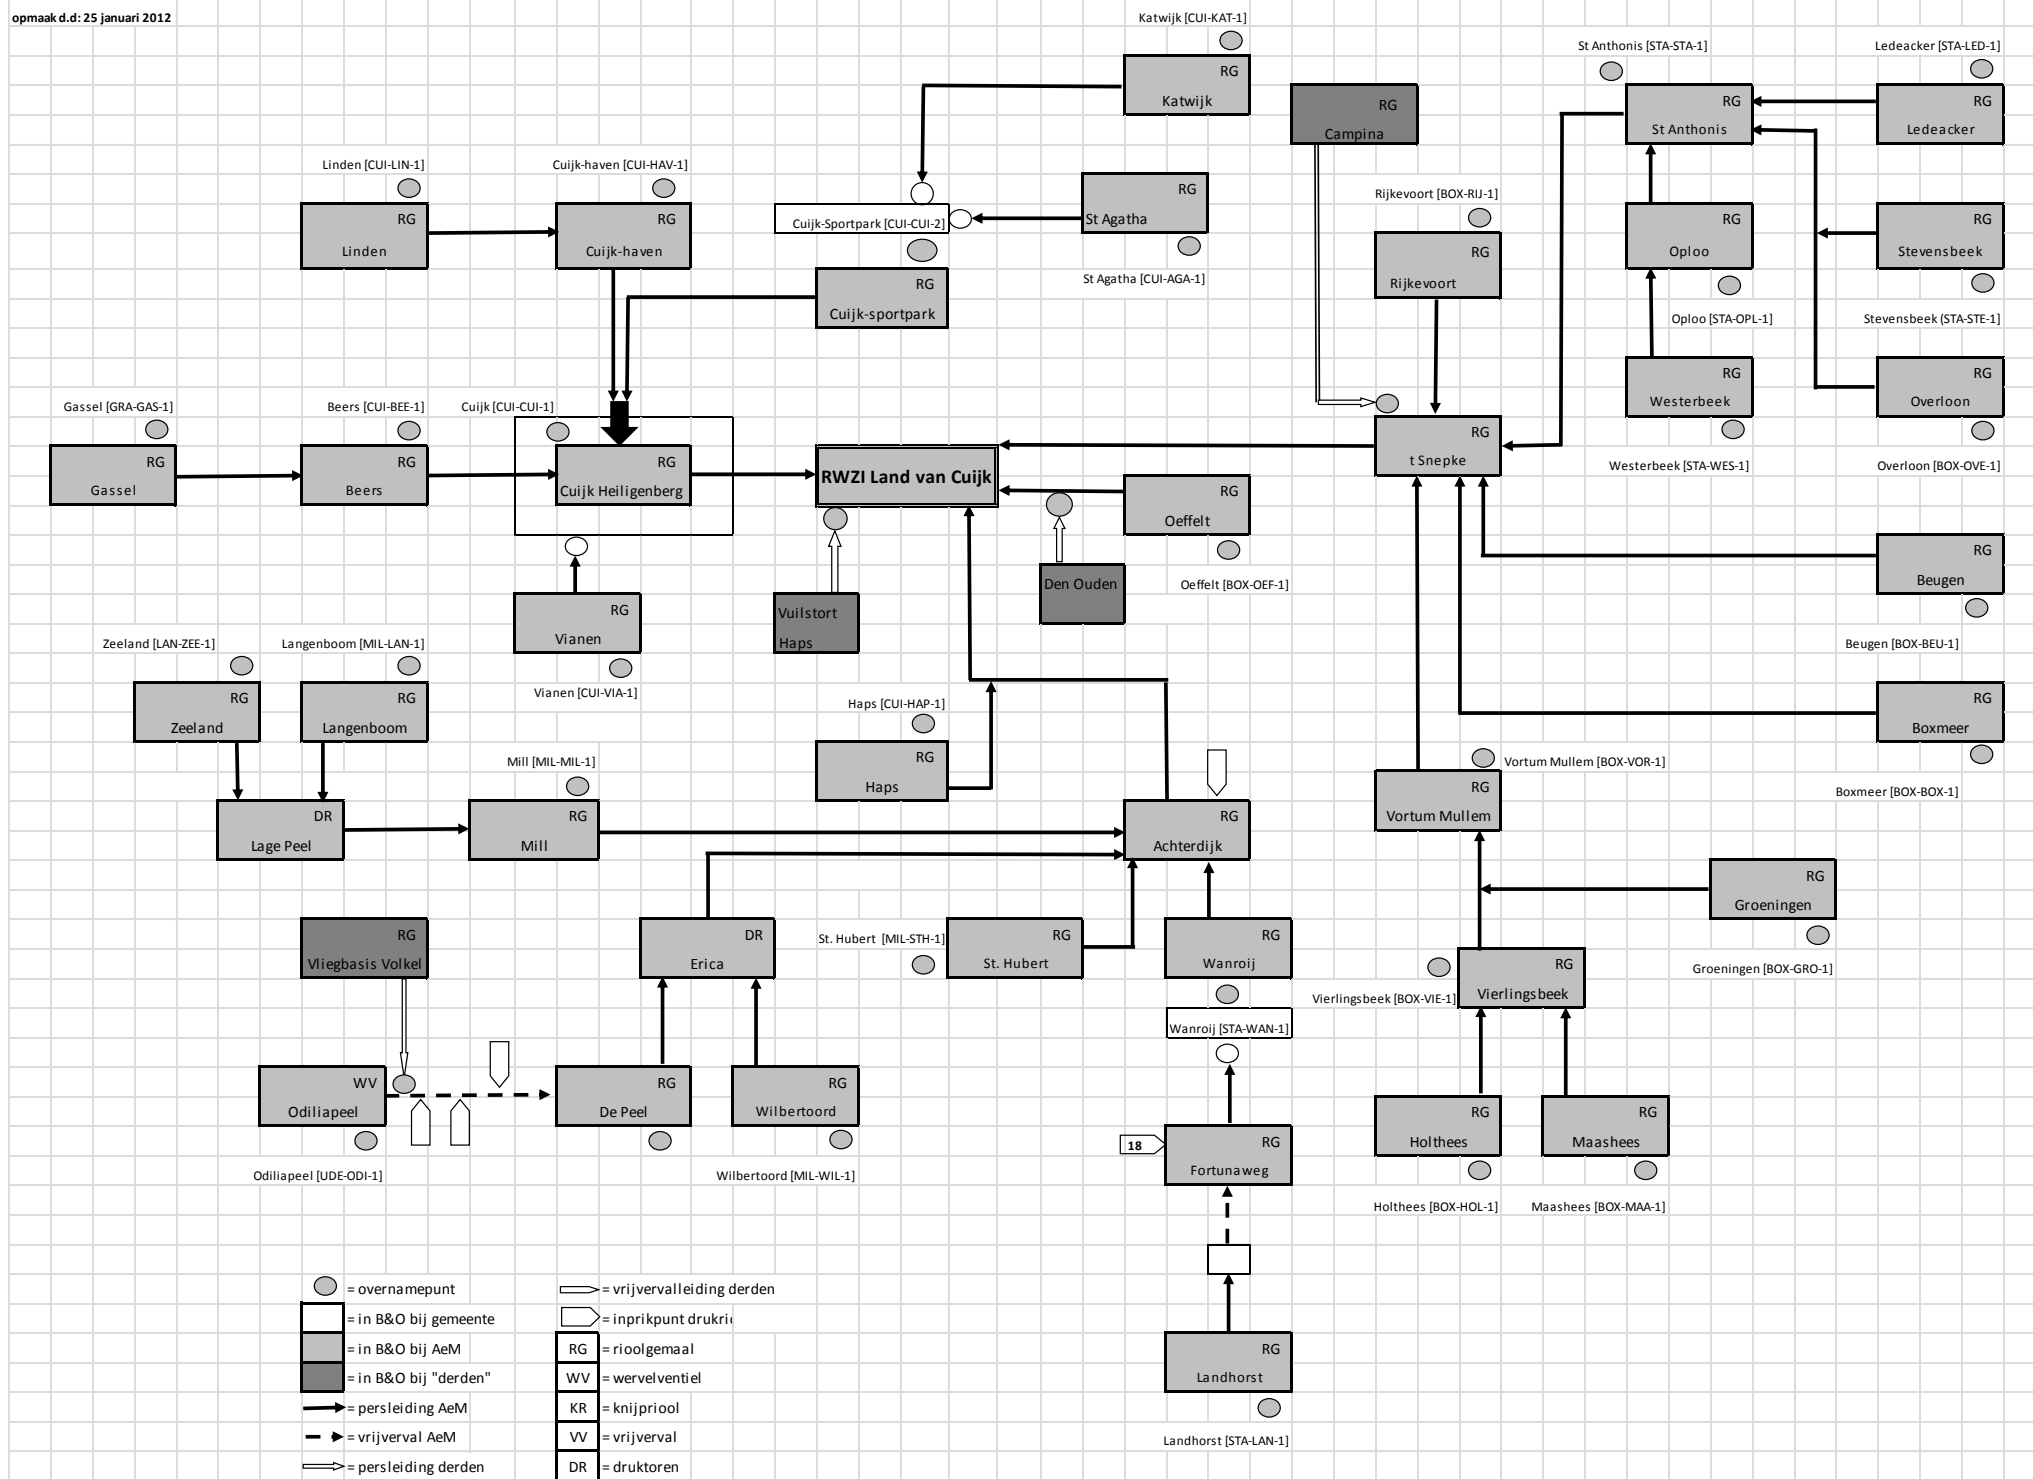 opmaak d.d: 25 januari 2012
Katwijk [CUI-KAT-1]
St Anthonis [STA-STA-1]
Ledeacker [STA-LED-1]
RG
Katwijk
RG
Campina
RG
St Anthonis
RG
Ledeacker
Linden [CUI-LIN-1]
Cuijk-haven [CUI-HAV-1]
RG
Linden
RG
Cuijk-haven
Cuijk-Sportpark [CUI-CUI-2]
RG
St Agatha
St Agatha [CUI-AGA-1]
Rijkevoort [BOX-RIJ-1]
RG
Rijkevoort
RG
Oploo
Oploo [STA-OPL-1]
RG
Stevensbeek
Stevensbeek (STA-STE-1]
RG
Cuijk-sportpark
RG
Westerbeek
Westerbeek [STA-WES-1]
RG
Overloon
Overloon [BOX-OVE-1]
Gassel [GRA-GAS-1]
Beers [CUI-BEE-1]
Cuijk [CUI-CUI-1]
RG
Gassel
RG
Beers
RG
Cuijk Heiligenberg
RWZI Land van Cuijk
RG
t Snepke
RG
Oeffelt
Oeffelt [BOX-OEF-1]
Den Ouden
RG
Beugen
Beugen [BOX-BEU-1]
RG
Vianen
Vianen [CUI-VIA-1]
Vuilstort
Haps
Zeeland [LAN-ZEE-1]
Langenboom [MIL-LAN-1]
RG
Zeeland
RG
Langenboom
Haps [CUI-HAP-1]
RG
Haps
RG
Boxmeer
Boxmeer [BOX-BOX-1]
Mill [MIL-MIL-1]
DR
Lage Peel
RG
Mill
RG
Achterdijk
Vortum Mullem [BOX-VOR-1]
RG
Vortum Mullem
RG
Groeningen
Groeningen [BOX-GRO-1]
RG
Vliegbasis Volkel
DR
Erica
St. Hubert [MIL-STH-1]
RG
St. Hubert
RG
Wanroij
Wanroij [STA-WAN-1]
RG
Vierlingsbeek
Vierlingsbeek [BOX-VIE-1]
WV
Odiliapeel
Odiliapeel [UDE-ODI-1]
RG
De Peel
RG
Wilbertoord
Wilbertoord [MIL-WIL-1]
18
RG
Fortunaweg
RG
Holthees
Holthees [BOX-HOL-1]
RG
Maashees
Maashees [BOX-MAA-1]
RG
Landhorst
Landhorst [STA-LAN-1]
= overnamepunt
= in B&O bij gemeente
= in B&O bij AeM
= in B&O bij "derden"
= persleiding AeM
= vrijverval AeM
= persleiding derden
= vrijvervalleiding derden
= inprikpunt drukri
RG = rioolgemaal
WV = wervelventiel
KR = knijpriool
VV = vrijverval
DR = druktoren